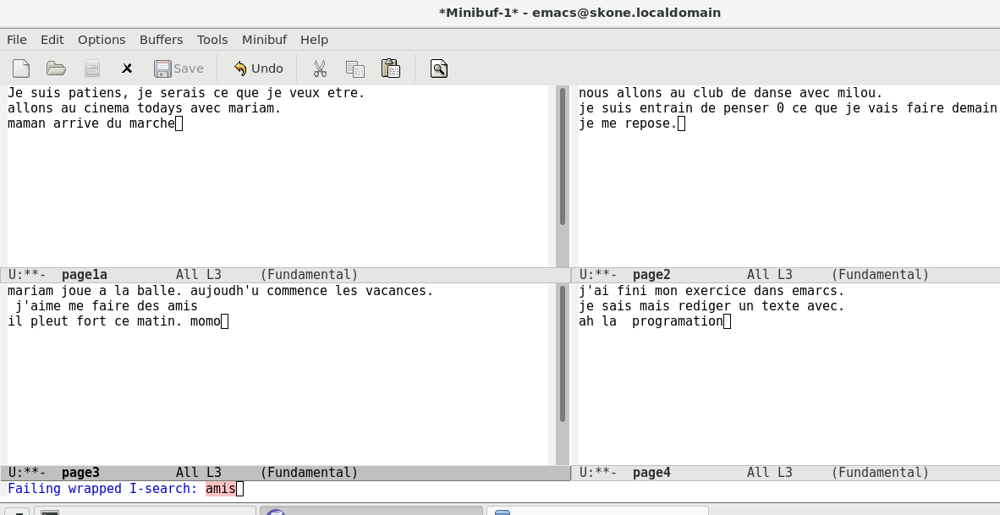 *Minibuf-1* - emacs@skone.localdomain
File Edit Options Buffers Tools Minibuf Help
Save Undo
Je suis patiens, je serais ce que je veux etre.
allons au cinema todays avec mariam.
maman arrive du marche
U:**-  page1a         All L3     (Fundamental)
nous allons au club de danse avec milou.
je suis entrain de penser 0 ce que je vais faire demain
je me repose.
U:**-  page2          All L3     (Fundamental)
mariam joue a la balle. aujoudh'u commence les vacances.
 j'aime me faire des amis
il pleut fort ce matin. momo
U:**-  page3          All L3     (Fundamental)
j'ai fini mon exercice dans emarcs.
je sais mais rediger un texte avec.
ah la  programation
U:**-  page4          All L3     (Fundamental)
Failing wrapped I-search: amis